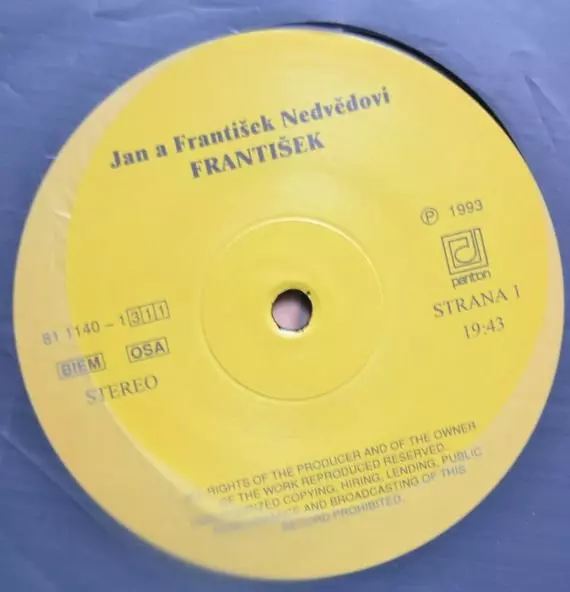 Jan a František Nedvědovi
FRANTIŠEK
℗ 1993
panton
STRANA 1
19:43
81 1140-1311
BIEM OSA
STEREO
RIGHTS OF THE PRODUCER AND OF THE OWNER
OF THE WORK REPRODUCED RESERVED.
COPYING, HIRING, LENDING, PUBLIC
AND BROADCASTING OF THIS
RECORD PROHIBITED.